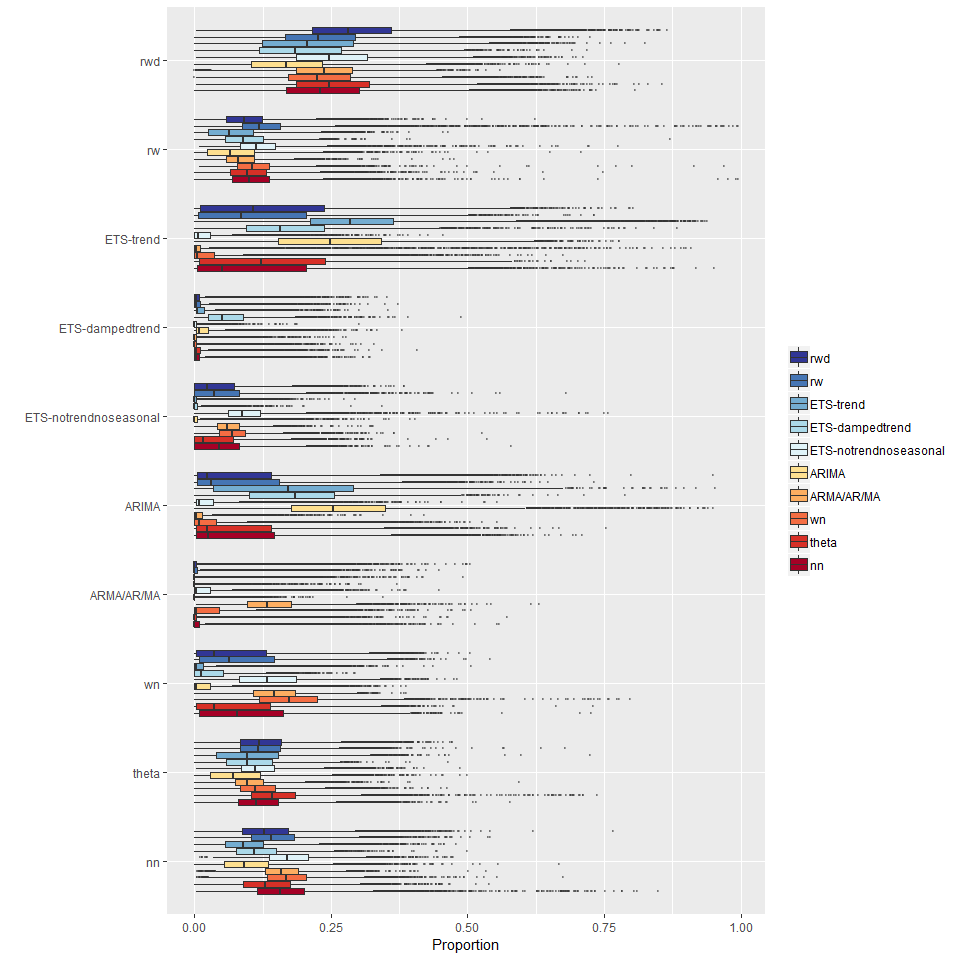 rwd
rw
ETS-trend
ETS-dampedtrend
ETS-notrendnoseasonal
ARIMA
ARMA/AR/MA
wn
theta
nn
0.00 0.25 0.50 0.75 1.00
Proportion
rwd
rw
ETS-trend
ETS-dampedtrend
ETS-notrendnoseasonal
ARIMA
ARMA/AR/MA
wn
theta
nn